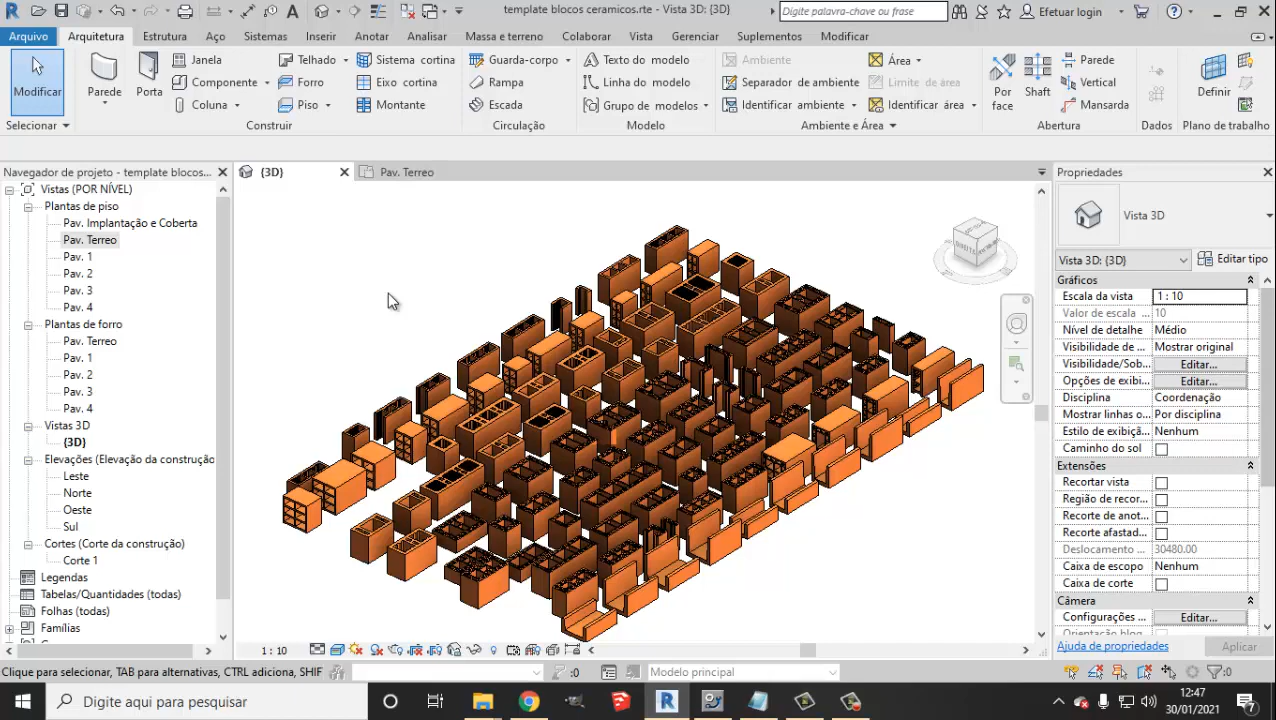 template blocos ceramicos.rte - Vista 3D: {3D}
Digite palavra-chave ou frase
Efetuar login
Arquivo Arquitetura Estrutura Aço Sistemas Inserir Anotar Analisar Massa e terreno Colaborar Vista Gerenciar Suplementos Modificar
Modificar
Parede
Porta
Janela
Componente
Coluna
Telhado
Forro
Piso
Sistema cortina
Eixo cortina
Montante
Guarda-corpo
Rampa
Escada
Texto do modelo
Linha do modelo
Grupo de modelos
Ambiente
Separador de ambiente
Identificar ambiente
Área
Limite de área
Identificar área
Por face
Shaft
Parede
Vertical
Mansarda
Definir
Selecionar Construir Circulação Modelo Ambiente e Área Abertura Dados Plano de trabalho
Navegador de projeto - template blocos...
{3D}
Pav. Terreo
Vistas (POR NÍVEL)
Plantas de piso
Pav. Implantação e Coberta
Pav. Terreo
Pav. 1
Pav. 2
Pav. 3
Pav. 4
Plantas de forro
Pav. Terreo
Pav. 1
Pav. 2
Pav. 3
Pav. 4
Vistas 3D
{3D}
Elevações (Elevação da construção
Leste
Norte
Oeste
Sul
Cortes (Corte da construção)
Corte 1
Legendas
Tabelas/Quantidades (todas)
Folhas (todas)
Famílias
Propriedades
Vista 3D
Vista 3D: {3D}
Editar tipo
Gráficos
Escala da vista 1 : 10
Valor de escala ... 10
Nível de detalhe Médio
Visibilidade de ... Mostrar original
Visibilidade/Sob... Editar...
Opções de exibi... Editar...
Disciplina Coordenação
Mostrar linhas o... Por disciplina
Estilo de exibiç... Nenhum
Caminho do sol
Extensões
Recortar vista
Região de recor...
Recorte de anot...
Recorte afastad...
Deslocamento ... 30480.00
Caixa de escopo Nenhum
Caixa de corte
Câmera
Configurações ... Editar...
Ajuda de propriedades
Aplicar
1 : 10
Clique para selecionar, TAB para alternativas, CTRL adiciona, SHIF
:0
Modelo principal
:0
Digite aqui para pesquisar
12:47
30/01/2021
7